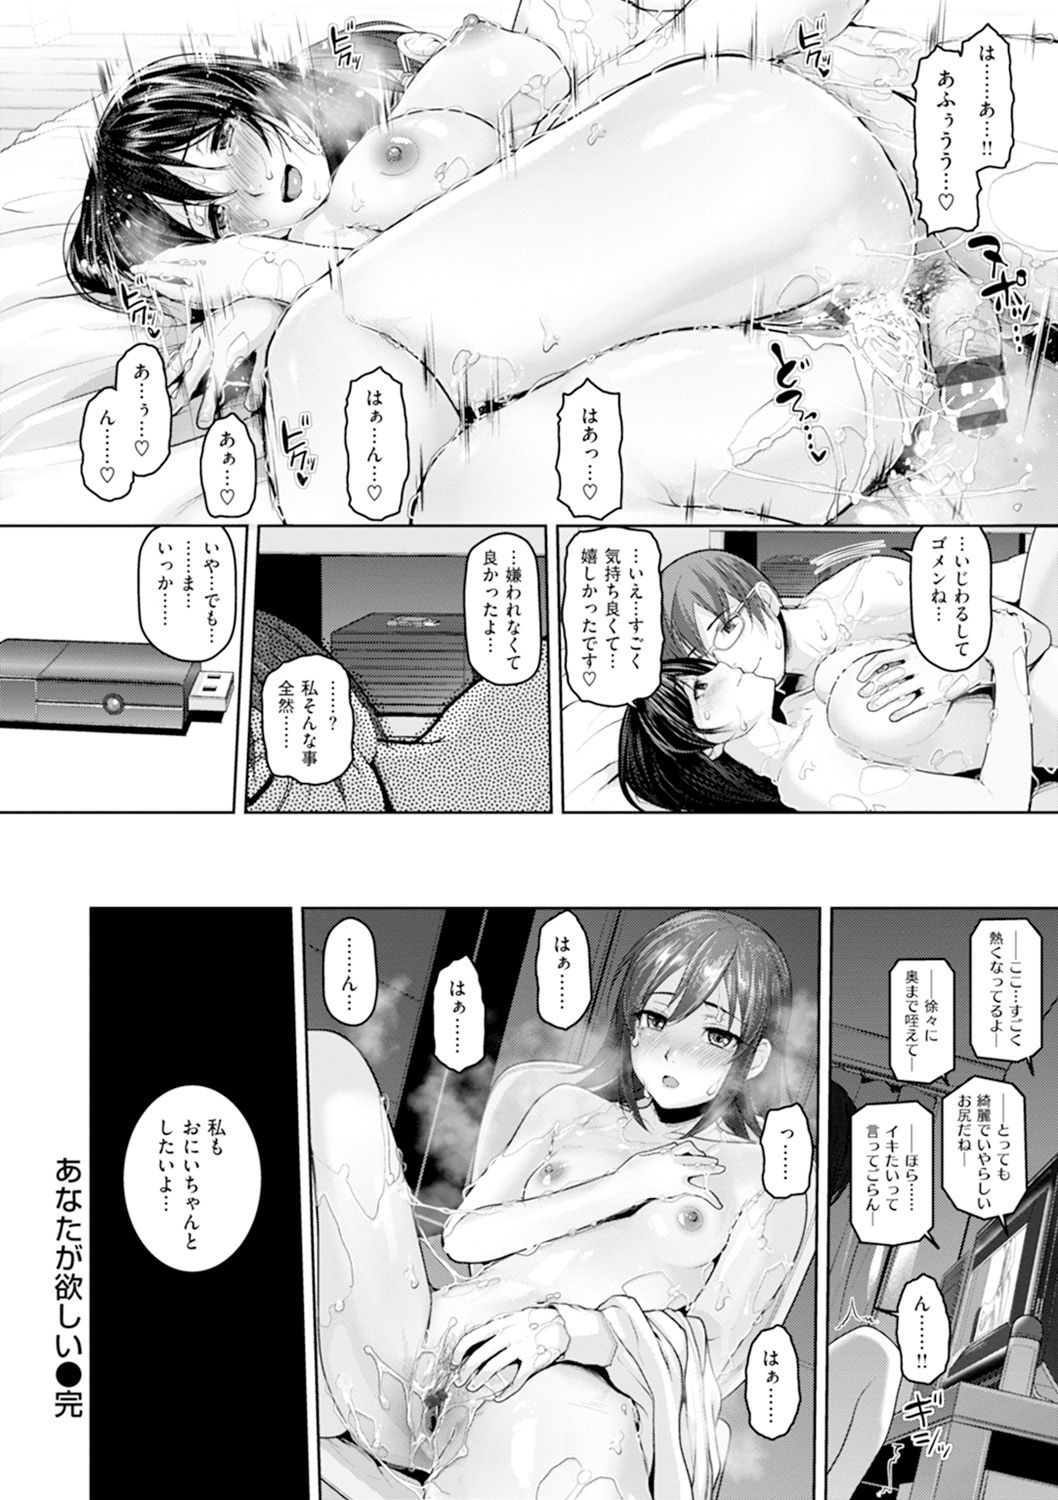 は……あ…!!
あふぅうう…♡
ビクッ
ビクッ
ビクッ
ヌポッ…
どろ…
はあっ…♡
はぁ…ん…♡
あぁ…♡
あ…ぅ…♡
ん……♡
…いじわるして
ゴメンね…
…いえ…すごく
気持ち良くて…
嬉しかったです♡
…嫌われなくて
良かったよ…
……?
私そんな事
全然……
いや…でも…
……ま…
いっか……
――ここ…すごく
熱くなってるよ―
――徐々に
奥まで咥えて―
――とっても
綺麗でいやらしい
お尻だね―
――ほら……
イキたいって
言ってごらん―
ん……!!
ギシッ…
はぁ……
はぁ……
……ん…
っ……
はぁ……
私も
おにいちゃんと
したいよ…
あなたが欲しい●完